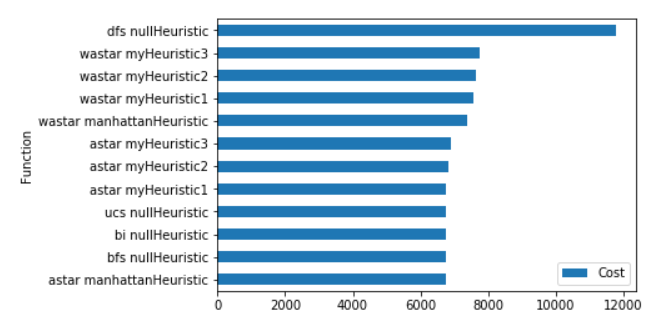 dfs nullHeuristic
wastar myHeuristic3
wastar myHeuristic2
wastar myHeuristic1
wastar manhattanHeuristic
astar myHeuristic3
astar myHeuristic2
astar myHeuristic1
ucs nullHeuristic
bi nullHeuristic
bfs nullHeuristic
astar manhattanHeuristic
Function
Cost
0 2000 4000 6000 8000 10000 12000